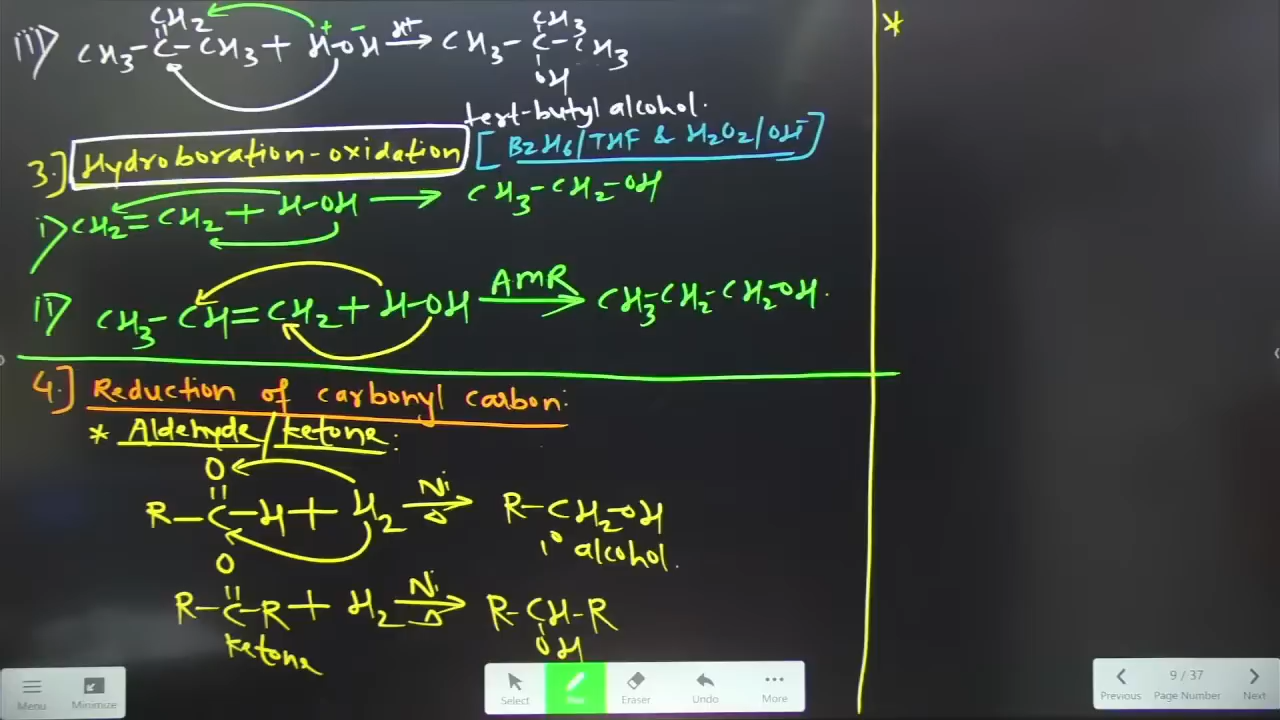 CH2
||
iii) CH3-C-CH3 + H-OH H+→ CH3-C-CH3
+ -
CH3
OH
tert-butyl alcohol.
3.] Hydroboration-oxidation [B2H6/THF & H2O2/OH-]
i) CH2=CH2 + H-OH → CH3-CH2-OH
ii) CH3-CH=CH2 + H-OH AMR→ CH3-CH2-CH2OH.
4.] Reduction of carbonyl carbon:
* Aldehyde/ketone:
O
||
R-C-H + H2 Ni/Δ→ R-CH2-OH
1° alcohol.
O
||
R-C-R + H2 Ni/Δ→ R-CH-R
ketone
OH
*
Menu
Minimize
Select
Pen
Eraser
Undo
More
Previous
9 / 37
Page Number
Next